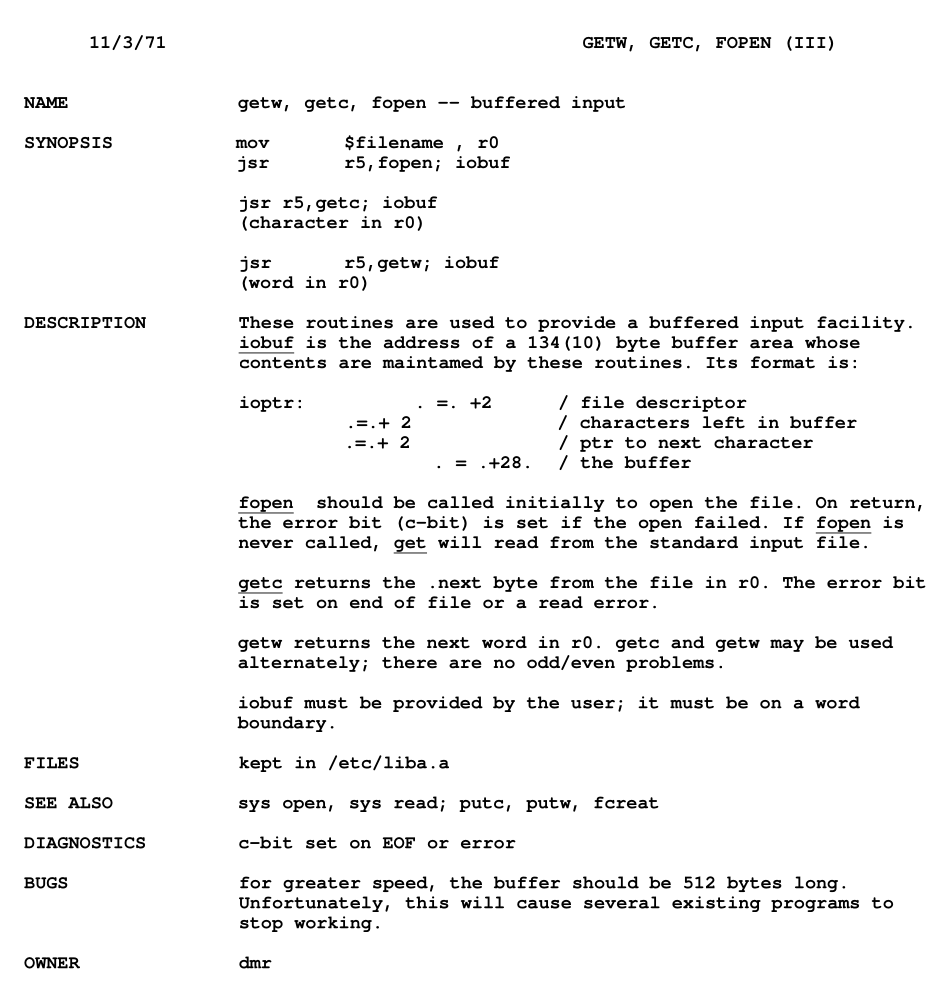 11/3/71 GETW, GETC, FOPEN (III)
NAME getw, getc, fopen -- buffered input
SYNOPSIS mov $filename , r0
jsr r5,fopen; iobuf
jsr r5,getc; iobuf
(character in r0)
jsr r5,getw; iobuf
(word in r0)
DESCRIPTION These routines are used to provide a buffered input facility.
iobuf is the address of a 134(10) byte buffer area whose
contents are maintamed by these routines. Its format is:
ioptr: . =. +2 / file descriptor
.=.+ 2 / characters left in buffer
.=.+ 2 / ptr to next character
. = .+28. / the buffer
fopen should be called initially to open the file. On return,
the error bit (c-bit) is set if the open failed. If fopen is
never called, get will read from the standard input file.
getc returns the .next byte from the file in r0. The error bit
is set on end of file or a read error.
getw returns the next word in r0. getc and getw may be used
alternately; there are no odd/even problems.
iobuf must be provided by the user; it must be on a word
boundary.
FILES kept in /etc/liba.a
SEE ALSO sys open, sys read; putc, putw, fcreat
DIAGNOSTICS c-bit set on EOF or error
BUGS for greater speed, the buffer should be 512 bytes long.
Unfortunately, this will cause several existing programs to
stop working.
OWNER dmr